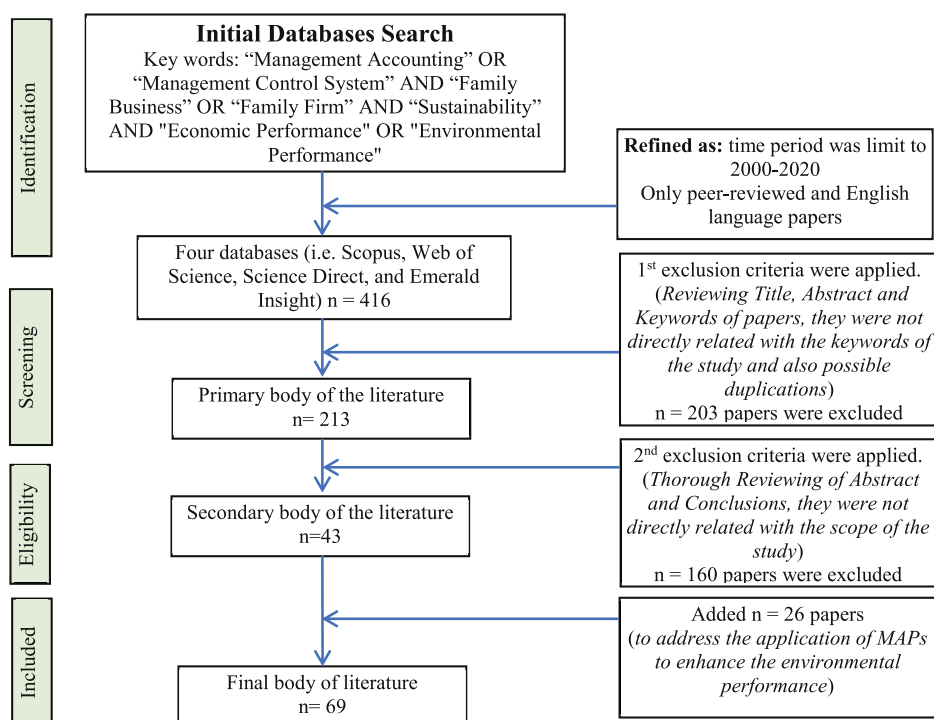 Identification
Initial Databases Search
Key words: “Management Accounting” OR
“Management Control System” AND “Family
Business” OR “Family Firm” AND “Sustainability”
AND "Economic Performance" OR "Environmental
Performance"
Refined as: time period was limit to
2000-2020
Only peer-reviewed and English
language papers
Four databases (i.e. Scopus, Web of
Science, Science Direct, and Emerald
Insight) n = 416
Screening
1st exclusion criteria were applied.
(Reviewing Title, Abstract and
Keywords of papers, they were not
directly related with the keywords of
the study and also possible
duplications)
n = 203 papers were excluded
Primary body of the literature
n= 213
Eligibility
2nd exclusion criteria were applied.
(Thorough Reviewing of Abstract
and Conclusions, they were not
directly related with the scope of the
study)
n = 160 papers were excluded
Secondary body of the literature
n=43
Included
Added n = 26 papers
(to address the application of MAPs
to enhance the environmental
performance)
Final body of literature
n= 69